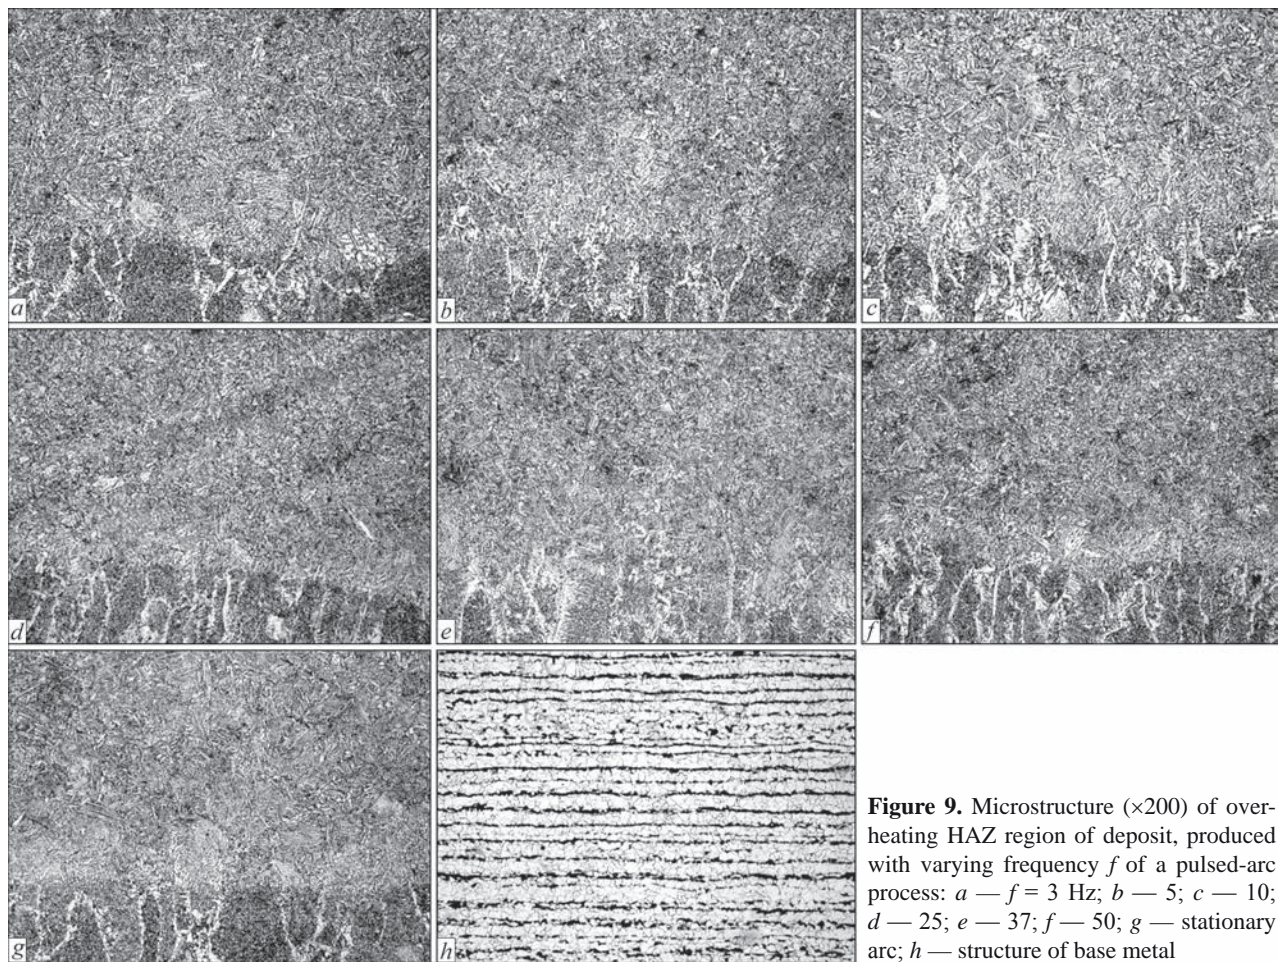 a
b
c
d
e
f
g
h
Figure 9. Microstructure (×200) of over-
heating HAZ region of deposit, produced
with varying frequency f of a pulsed-arc
process: a — f = 3 Hz; b — 5; c — 10;
d — 25; e — 37; f — 50; g — stationary
arc; h — structure of base metal